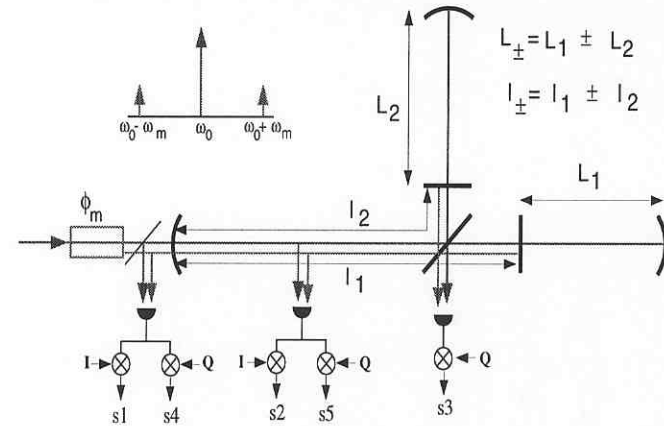 L± = L1 ± L2
l± = l1 ± l2
ω0 - ωm ω0 ω0 + ωm
L2
L1
ϕm
l2
l1
I Q I Q Q
s1 s4 s2 s5 s3